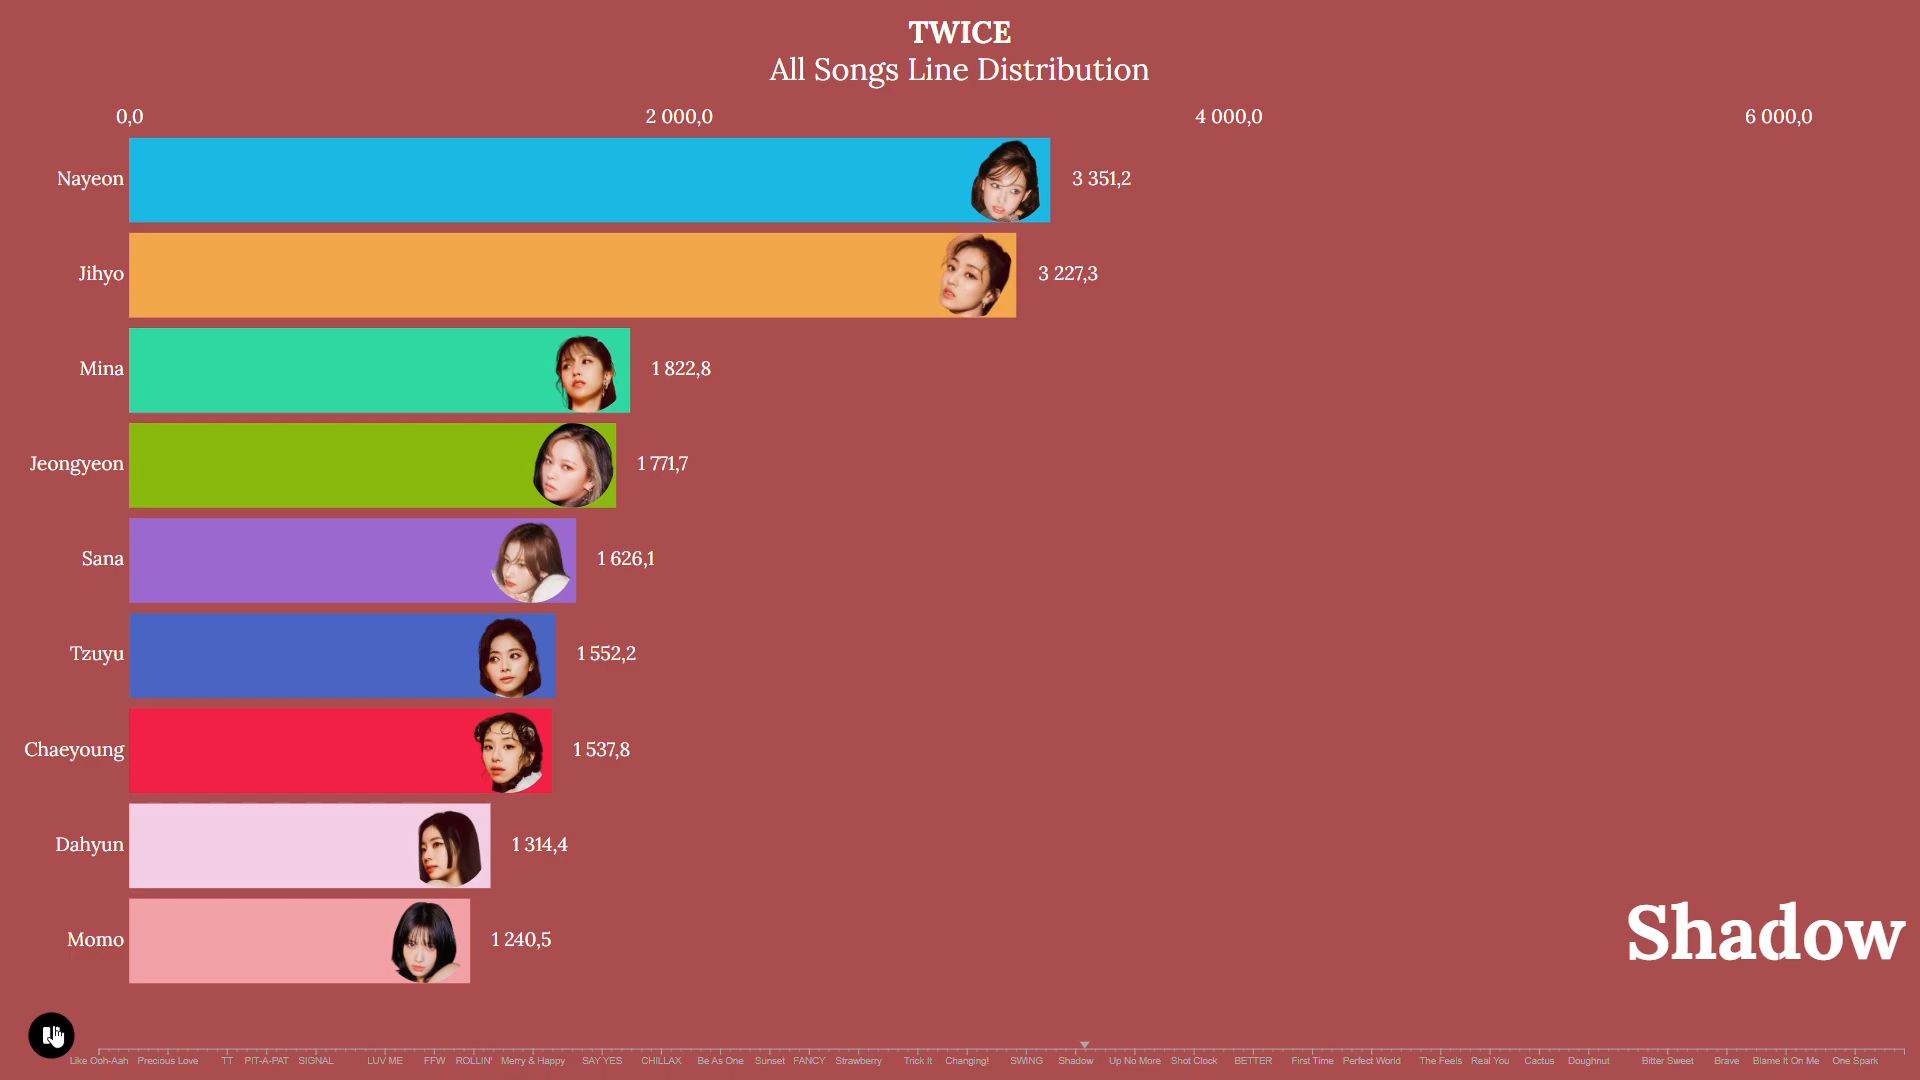 TWICE
All Songs Line Distribution
0,0 2 000,0 4 000,0 6 000,0
Nayeon 3 351,2
Jihyo 3 227,3
Mina 1 822,8
Jeongyeon 1 771,7
Sana 1 626,1
Tzuyu 1 552,2
Chaeyoung 1 537,8
Dahyun 1 314,4
Momo 1 240,5
Shadow
Like Ooh-Aah Precious Love TT PIT-A-PAT SIGNAL LUV ME FFW ROLLIN' Merry & Happy SAY YES CHILLAX Be As One Sunset FANCY Strawberry Trick It Changing! SWING Shadow Up No More Shot Clock BETTER First Time Perfect World The Feels Real You Cactus Doughnut Bitter Sweet Brave Blame It On Me One Spark